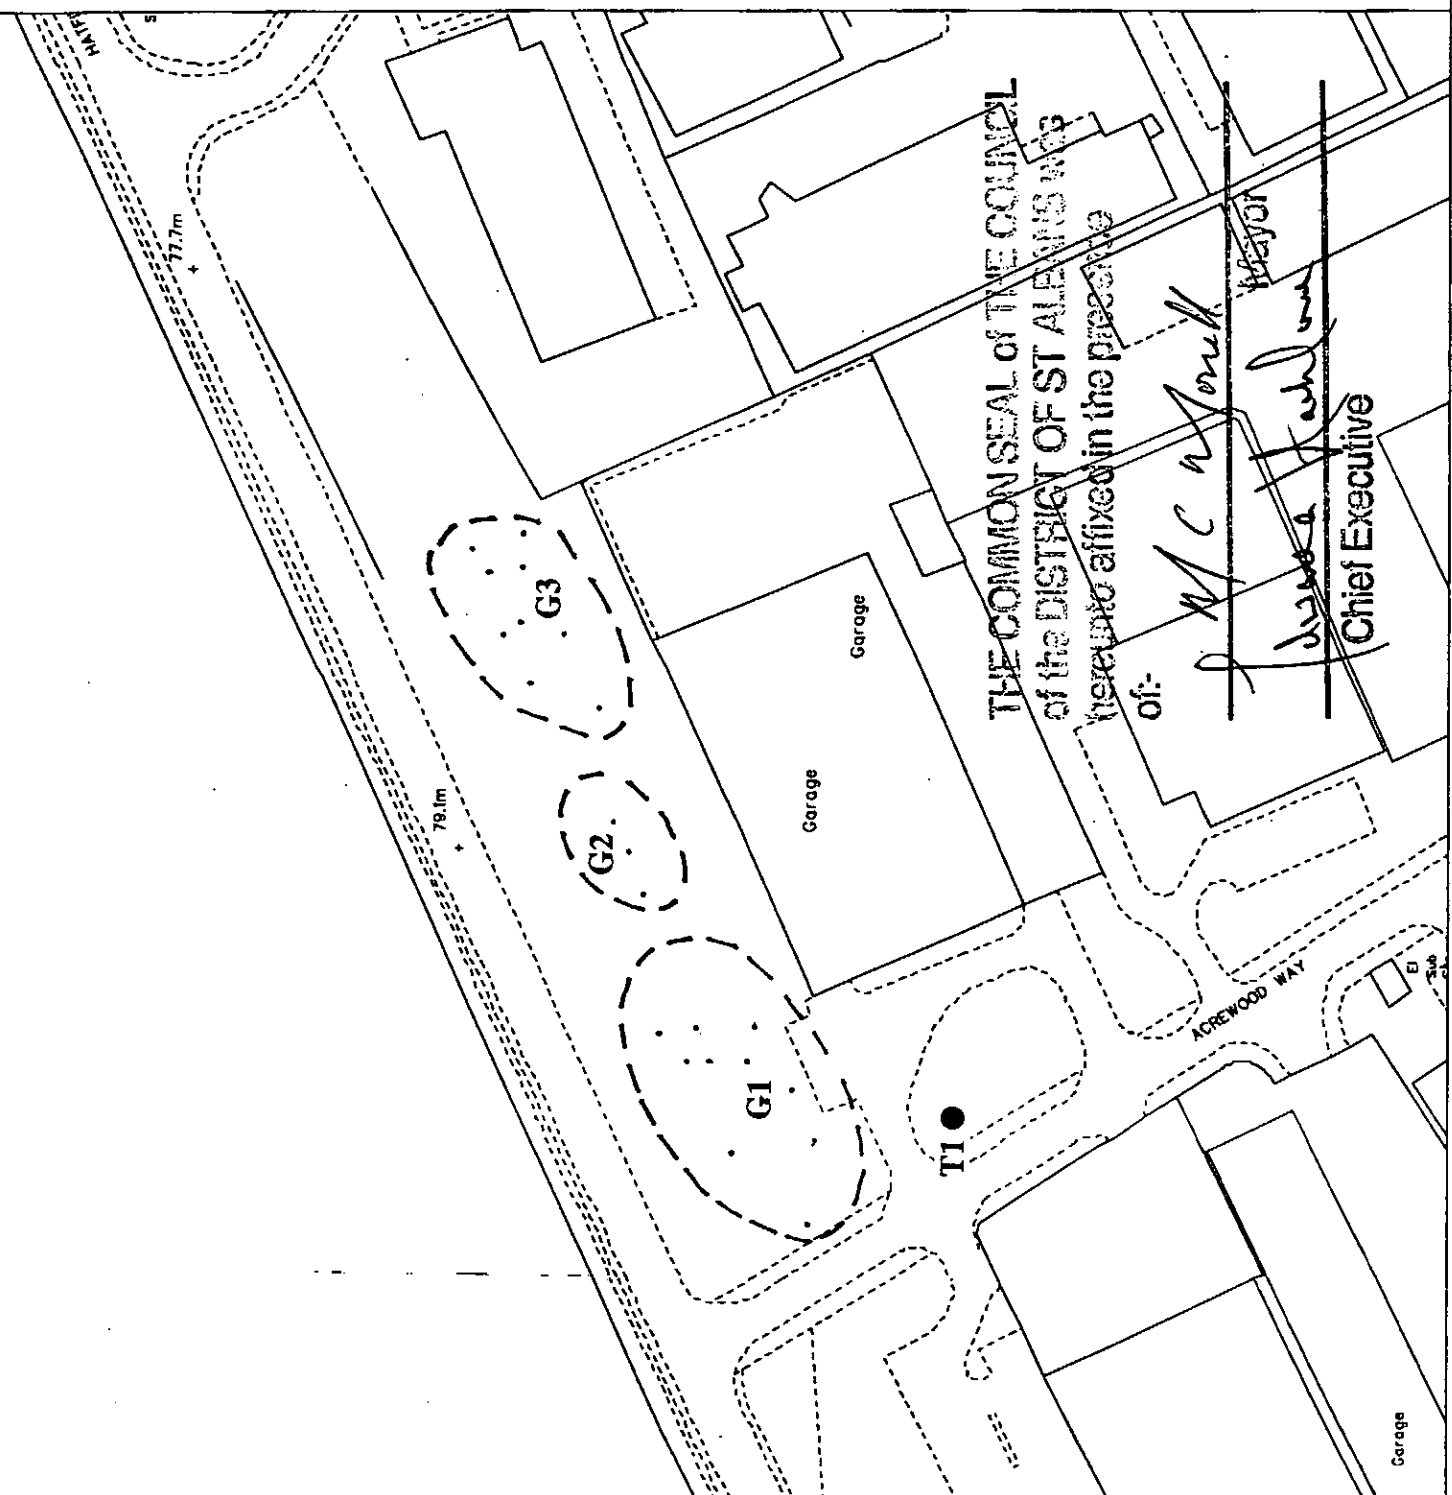 HATF
S
77.7m
79.1m
G3
G2
G1
T1
Garage
Garage
ACREWOOD WAY
El
Sub
Garage
THE COMMON SEAL of THE COUNCIL
of the DISTRICT OF ST ALBANS was
hereunto affixed in the presence
of:-
Mayor
Chief Executive